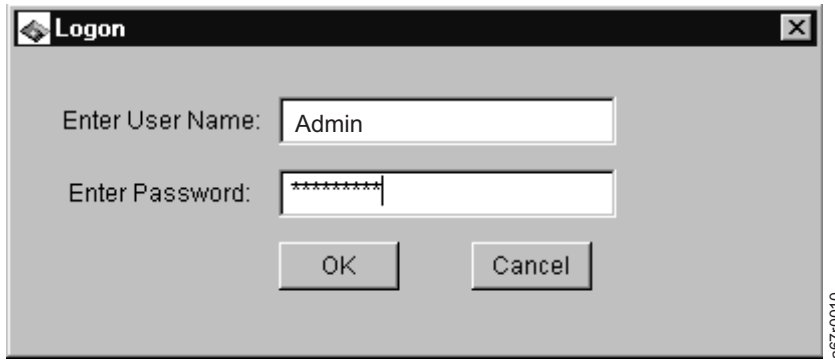 Logon
Enter User Name: Admin
Enter Password: *********
OK Cancel